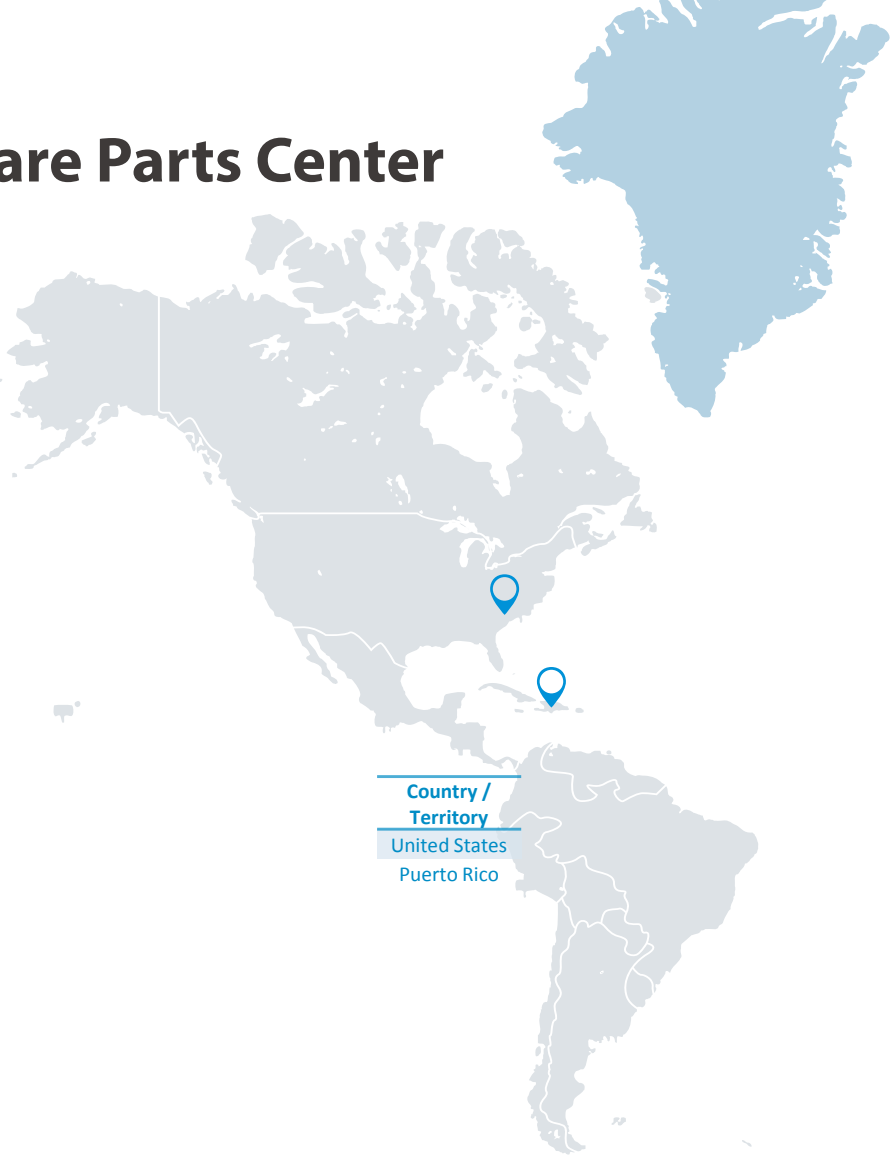 are Parts Center
Country /
Territory
United States
Puerto Rico